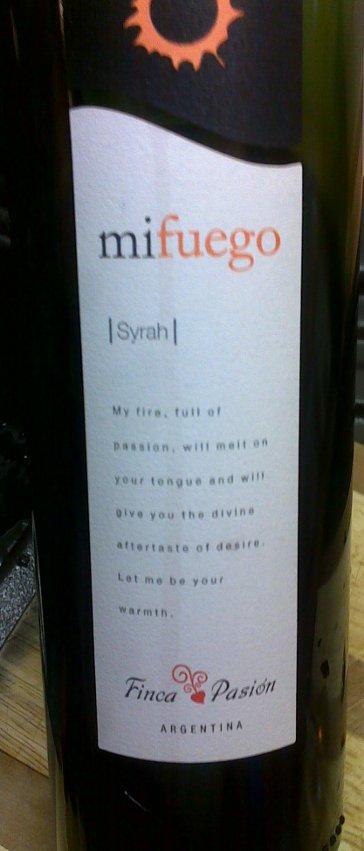 mifuego
|Syrah|
My fire, full of
passion, will melt on
your tongue and will
give you the divine
aftertaste of desire.
Let me be your
warmth.
Finca Pasión
ARGENTINA